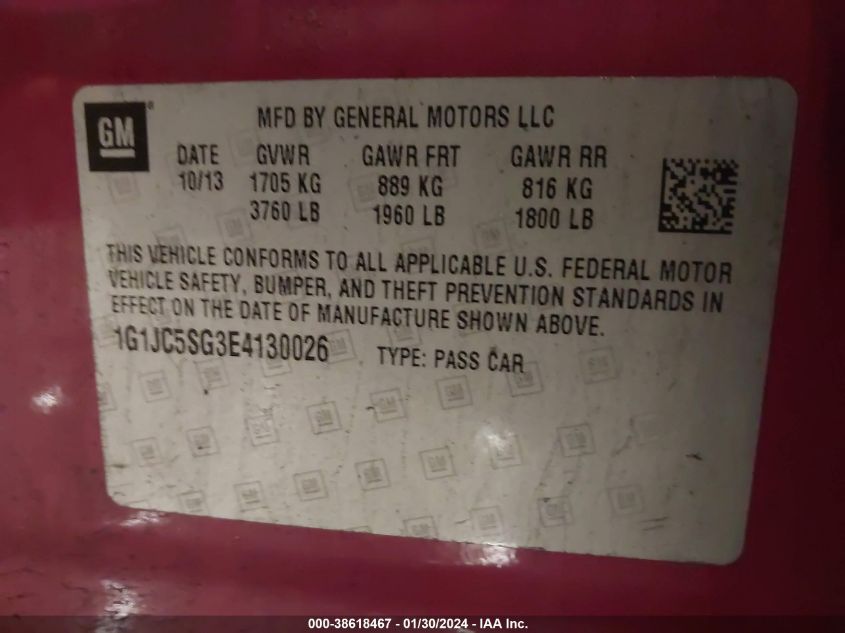 GM®
MFD BY GENERAL MOTORS LLC
DATE GVWR GAWR FRT GAWR RR
10/13 1705 KG 889 KG 816 KG
3760 LB 1960 LB 1800 LB
THIS VEHICLE CONFORMS TO ALL APPLICABLE U.S. FEDERAL MOTOR
VEHICLE SAFETY, BUMPER, AND THEFT PREVENTION STANDARDS IN
EFFECT ON THE DATE OF MANUFACTURE SHOWN ABOVE.
1G1JC5SG3E4130026 TYPE: PASS CAR
000-38618467 - 01/30/2024 - IAA Inc.